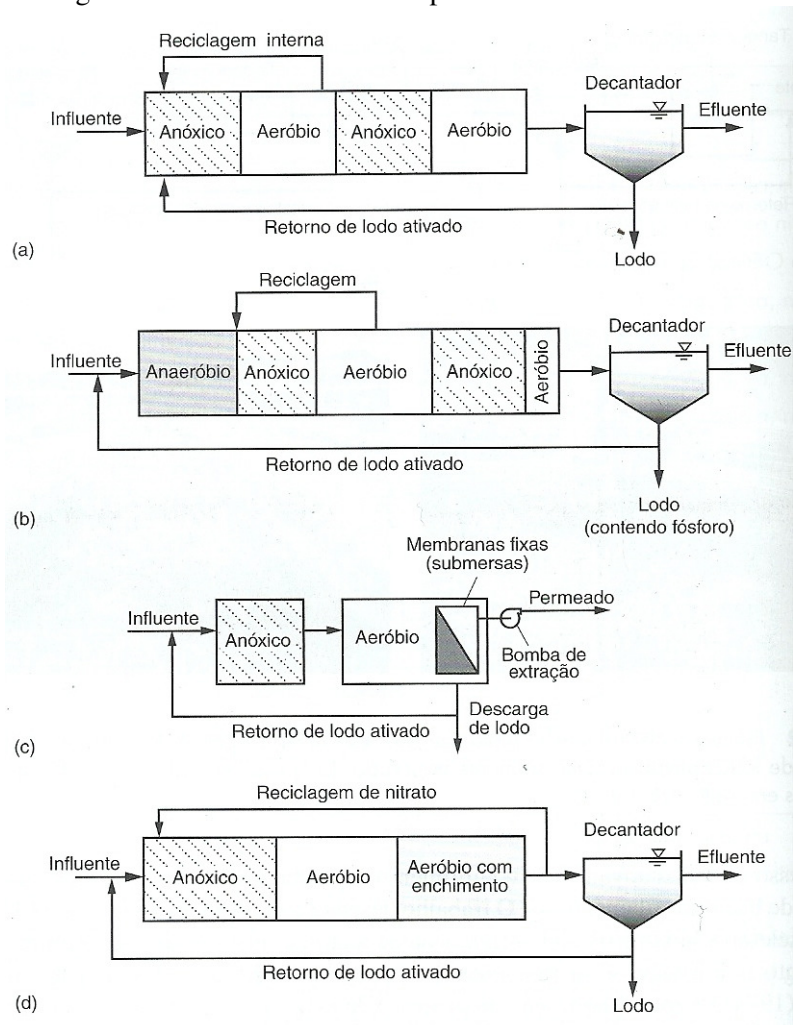 Reciclagem interna
Decantador
Influente
Efluente
Anóxico
Aeróbio
Anóxico
Aeróbio
Retorno de lodo ativado
Lodo
(a)
Reciclagem
Decantador
Influente
Efluente
Anaeróbio
Anóxico
Aeróbio
Anóxico
Aeróbio
Retorno de lodo ativado
Lodo
(contendo fósforo)
(b)
Membranas fixas
(submersas)
Influente
Permeado
Anóxico
Aeróbio
Bomba de
extração
Retorno de lodo ativado
Descarga
de lodo
(c)
Reciclagem de nitrato
Decantador
Influente
Efluente
Anóxico
Aeróbio
Aeróbio com
enchimento
Retorno de lodo ativado
Lodo
(d)